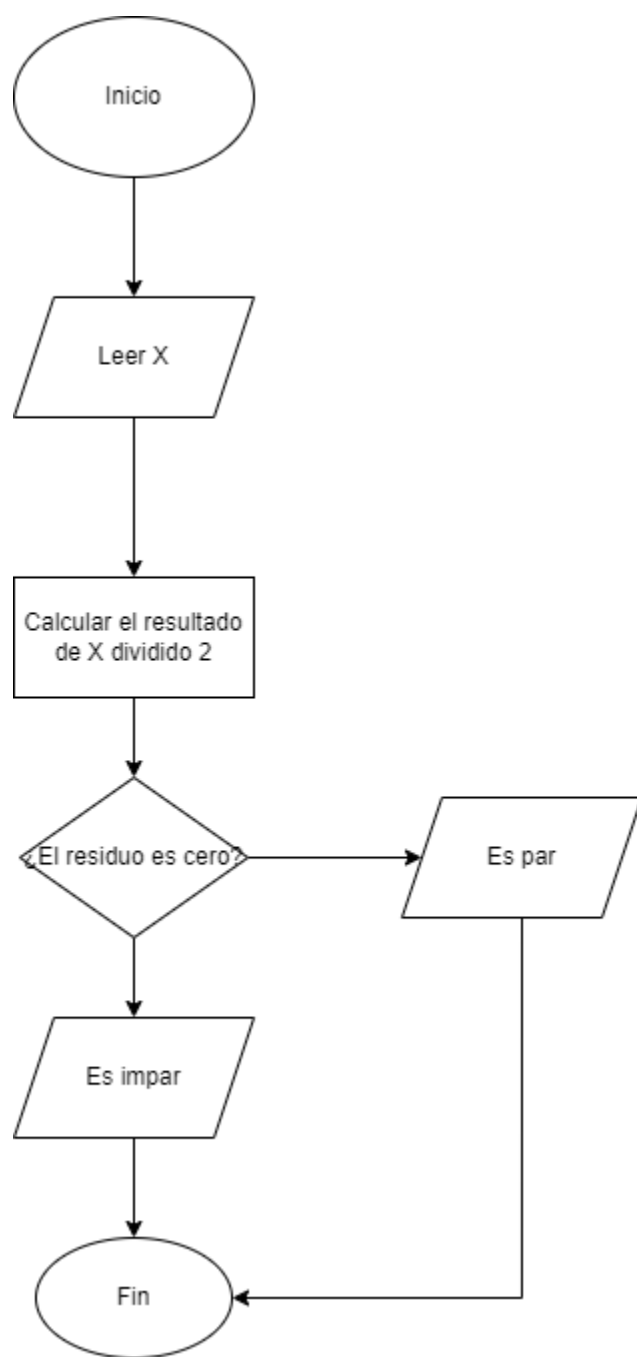 Inicio
Leer X
Calcular el resultado
de X dividido 2
¿El residuo es cero?
Es par
Es impar
Fin